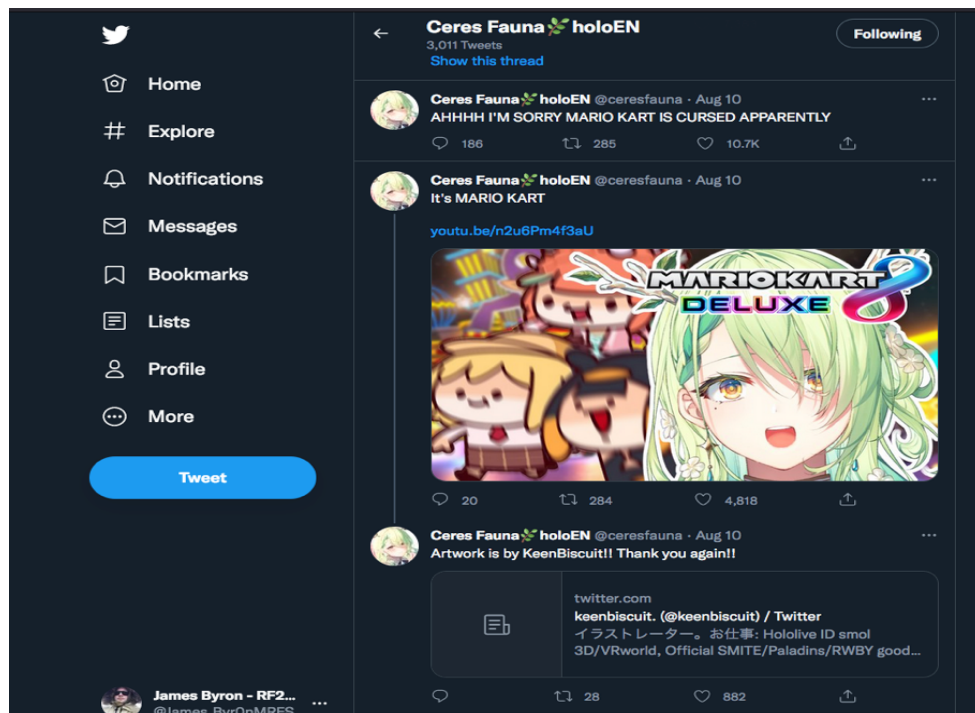 Home
Explore
Notifications
Messages
Bookmarks
Lists
Profile
More
Tweet
James Byron - RF2...
@James_Byr0nMRFS
Ceres Fauna🌿holoEN
3,011 Tweets
Following
Show this thread
Ceres Fauna🌿holoEN @ceresfauna · Aug 10
AHHHH I'M SORRY MARIO KART IS CURSED APPARENTLY
186 285 10.7K
Ceres Fauna🌿holoEN @ceresfauna · Aug 10
It's MARIO KART
youtu.be/n2u6Pm4f3aU
MARIOKART 8
DELUXE
20 284 4,818
Ceres Fauna🌿holoEN @ceresfauna · Aug 10
Artwork is by KeenBiscuit!! Thank you again!!
twitter.com
keenbiscuit. (@keenbiscuit) / Twitter
イラストレーター。お仕事: Hololive ID smol
3D/VRworld, Official SMITE/Paladins/RWBY good...
28 882